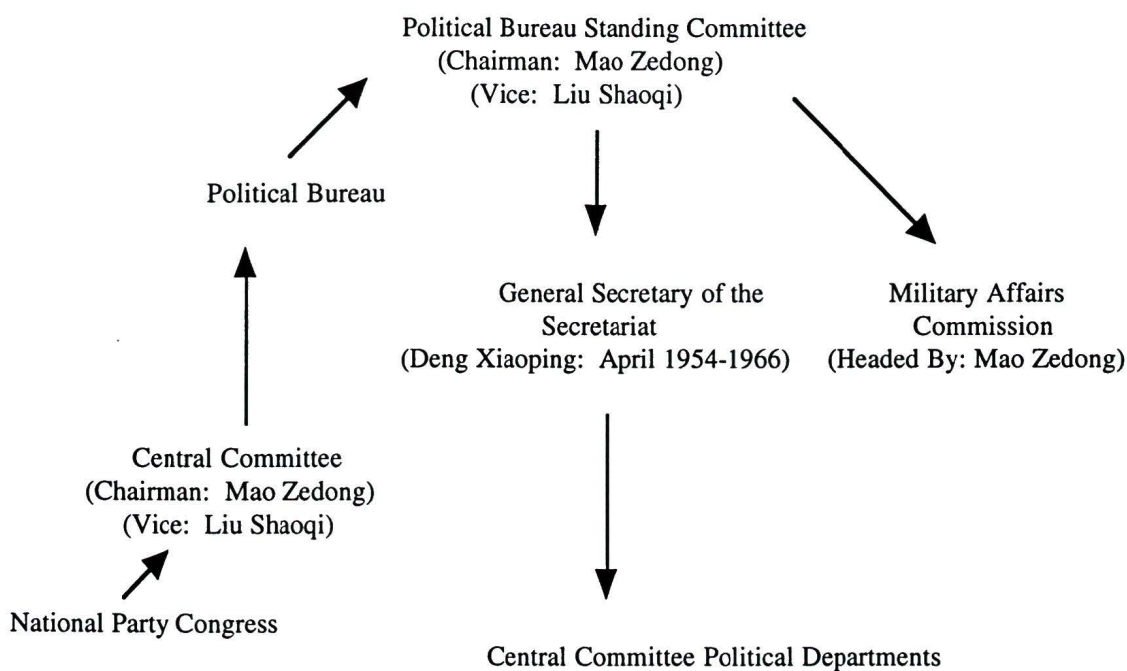 Political Bureau Standing Committee
(Chairman: Mao Zedong)
(Vice: Liu Shaoqi)
Political Bureau
General Secretary of the
Secretariat
(Deng Xiaoping: April 1954-1966)
Military Affairs
Commission
(Headed By: Mao Zedong)
Central Committee
(Chairman: Mao Zedong)
(Vice: Liu Shaoqi)
National Party Congress
Central Committee Political Departments